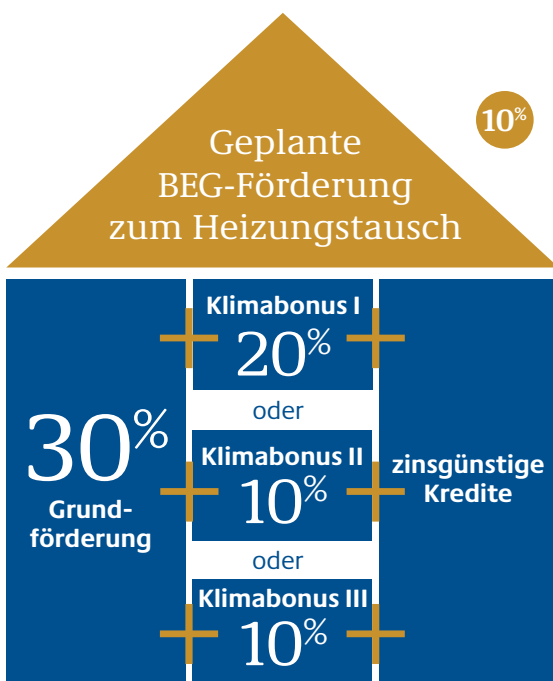 10%
Geplante
BEG-Förderung
zum Heizungstausch
30%
Grund-
förderung
Klimabonus I
20%
oder
Klimabonus II
10%
oder
Klimabonus III
10%
zinsgünstige
Kredite